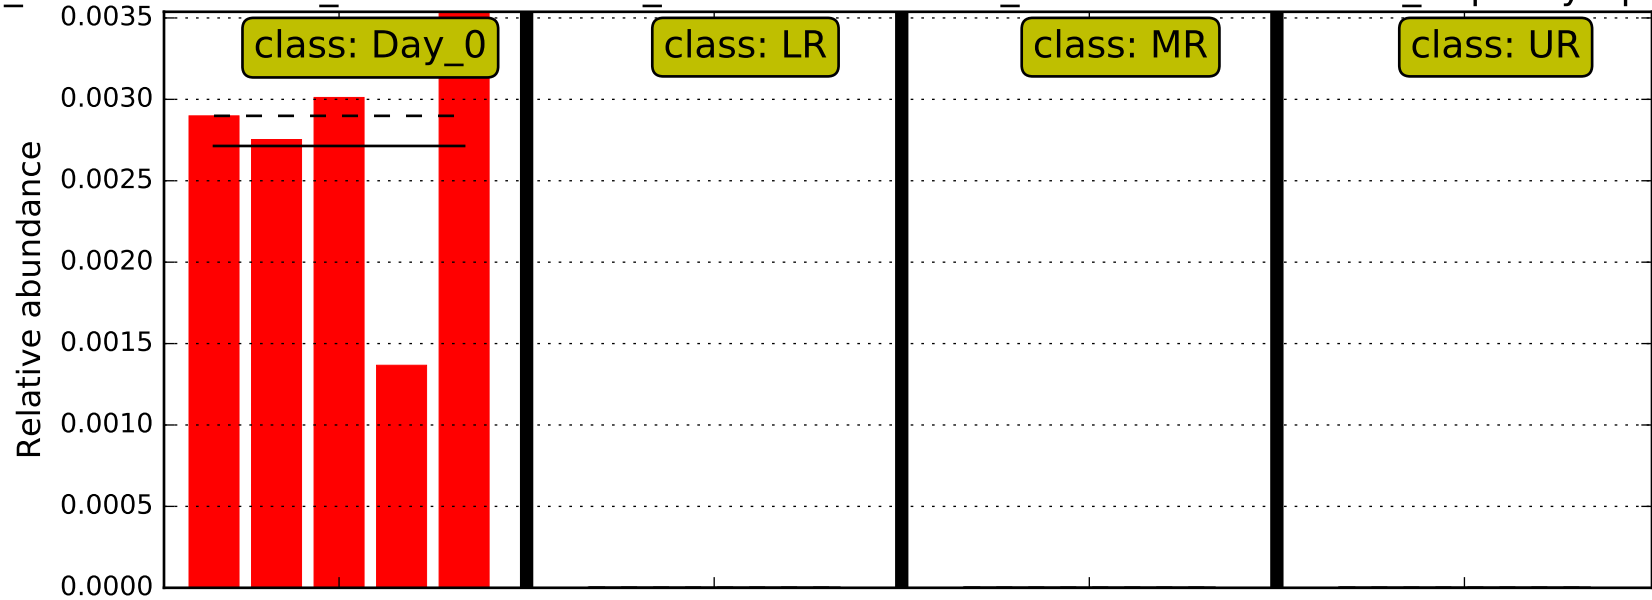 0.0035
class: Day_0
class: LR
class: MR
class: UR
0.0030
0.0025
0.0020
0.0015
0.0010
0.0005
0.0000
Relative abundance